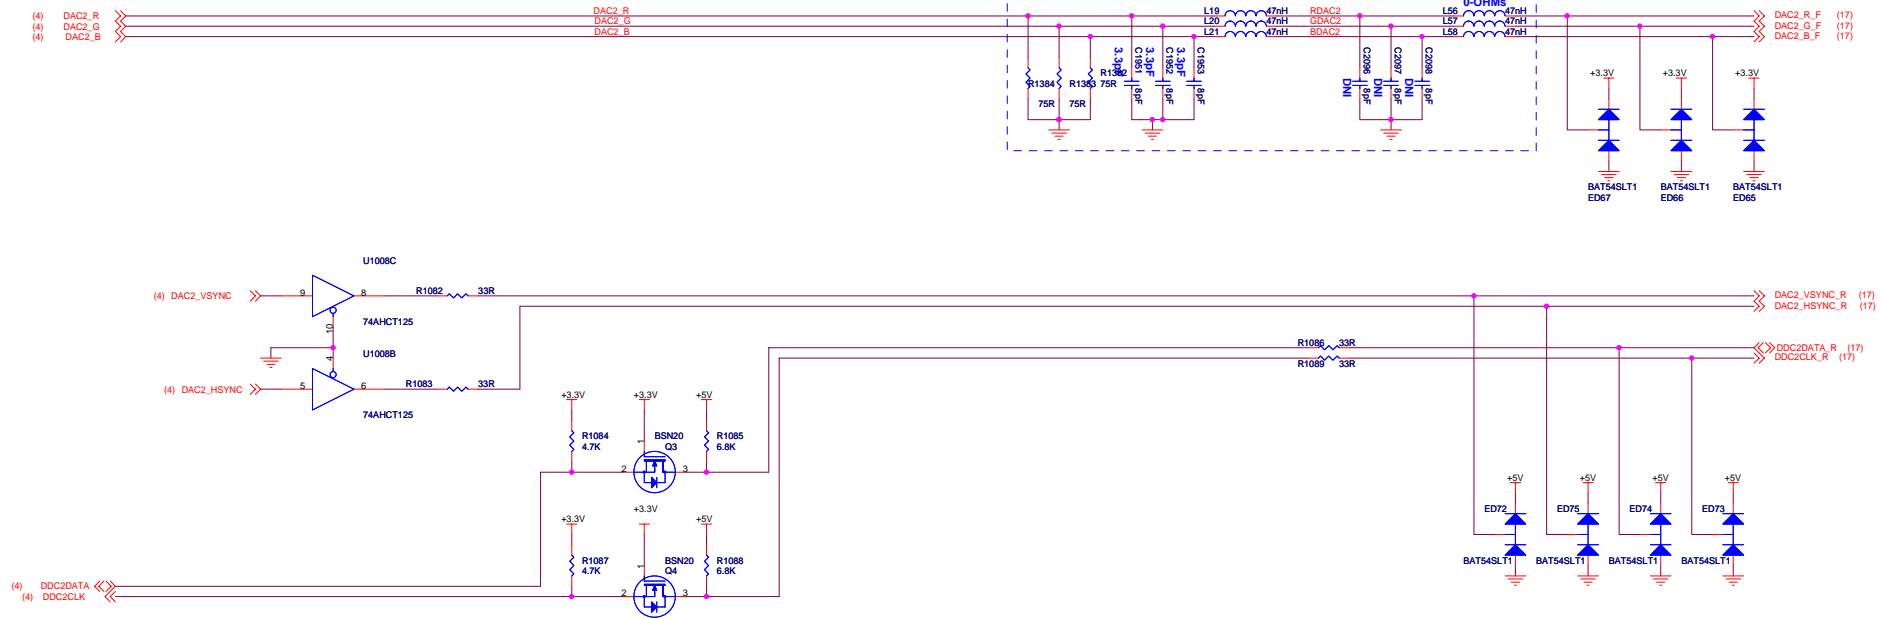 0-OHMs
(4) DAC2_R DAC2_R L19 47nH RDAC2 L56 47nH DAC2_R_F (17)
(4) DAC2_G DAC2_G L20 47nH GDAC2 L57 47nH DAC2_G_F (17)
(4) DAC2_B DAC2_B L21 47nH BDAC2 L58 47nH DAC2_B_F (17)
3.3pF C1951 8pF
3.3pF C1952 8pF
3.3pF C1953 8pF
C2096 8pF DNI
C2097 8pF DNI
C2098 8pF DNI
R1384 75R
R1383 75R
R1382 75R
+3.3V +3.3V +3.3V
BAT54SLT1 BAT54SLT1 BAT54SLT1
ED67 ED66 ED65
U1008C
(4) DAC2_VSYNC 9 8 R1082 33R DAC2_VSYNC_R (17)
DAC2_HSYNC_R (17)
10
74AHCT125
R1086 33R DDC2DATA_R (17)
4
U1008B
R1089 33R DDC2CLK_R (17)
(4) DAC2_HSYNC 5 6 R1083 33R
74AHCT125
+3.3V +3.3V +5V
R1084 1 BSN20 R1085
4.7K Q3 6.8K
2 3
+5V +5V +5V +5V
ED72 ED75 ED74 ED73
+3.3V +3.3V +5V
BAT54SLT1 BAT54SLT1 BAT54SLT1 BAT54SLT1
R1087 1 BSN20 R1088
4.7K Q4 6.8K
(4) DDC2DATA
(4) DDC2CLK 2 3